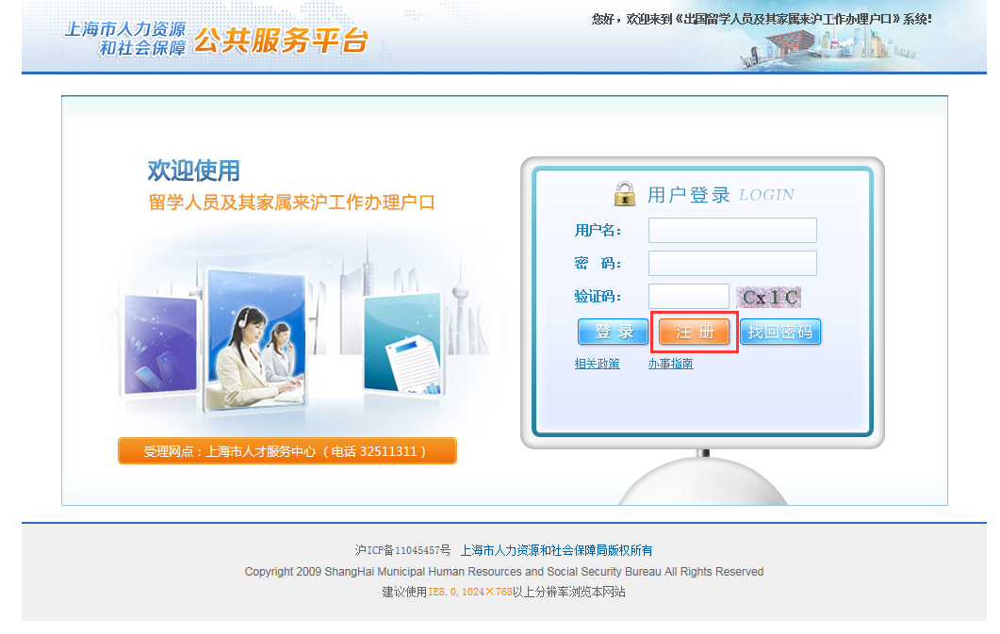 上海市人力资源
和社会保障
公共服务平台
您好，欢迎来到《出国留学人员及其家属来沪工作办理户口》系统!
欢迎使用
留学人员及其家属来沪工作办理户口
用户登录 LOGIN
用户名：
密 码：
验证码：
Cx1C
登 录
注 册
找回密码
相关政策
办事指南
受理网点：上海市人才服务中心（电话 32511311）
沪ICP备11045457号 上海市人力资源和社会保障局版权所有
Copyright 2009 ShangHai Municipal Human Resources and Social Security Bureau All Rights Reserved
建议使用IE8.0,1024×768以上分辨率浏览本网站